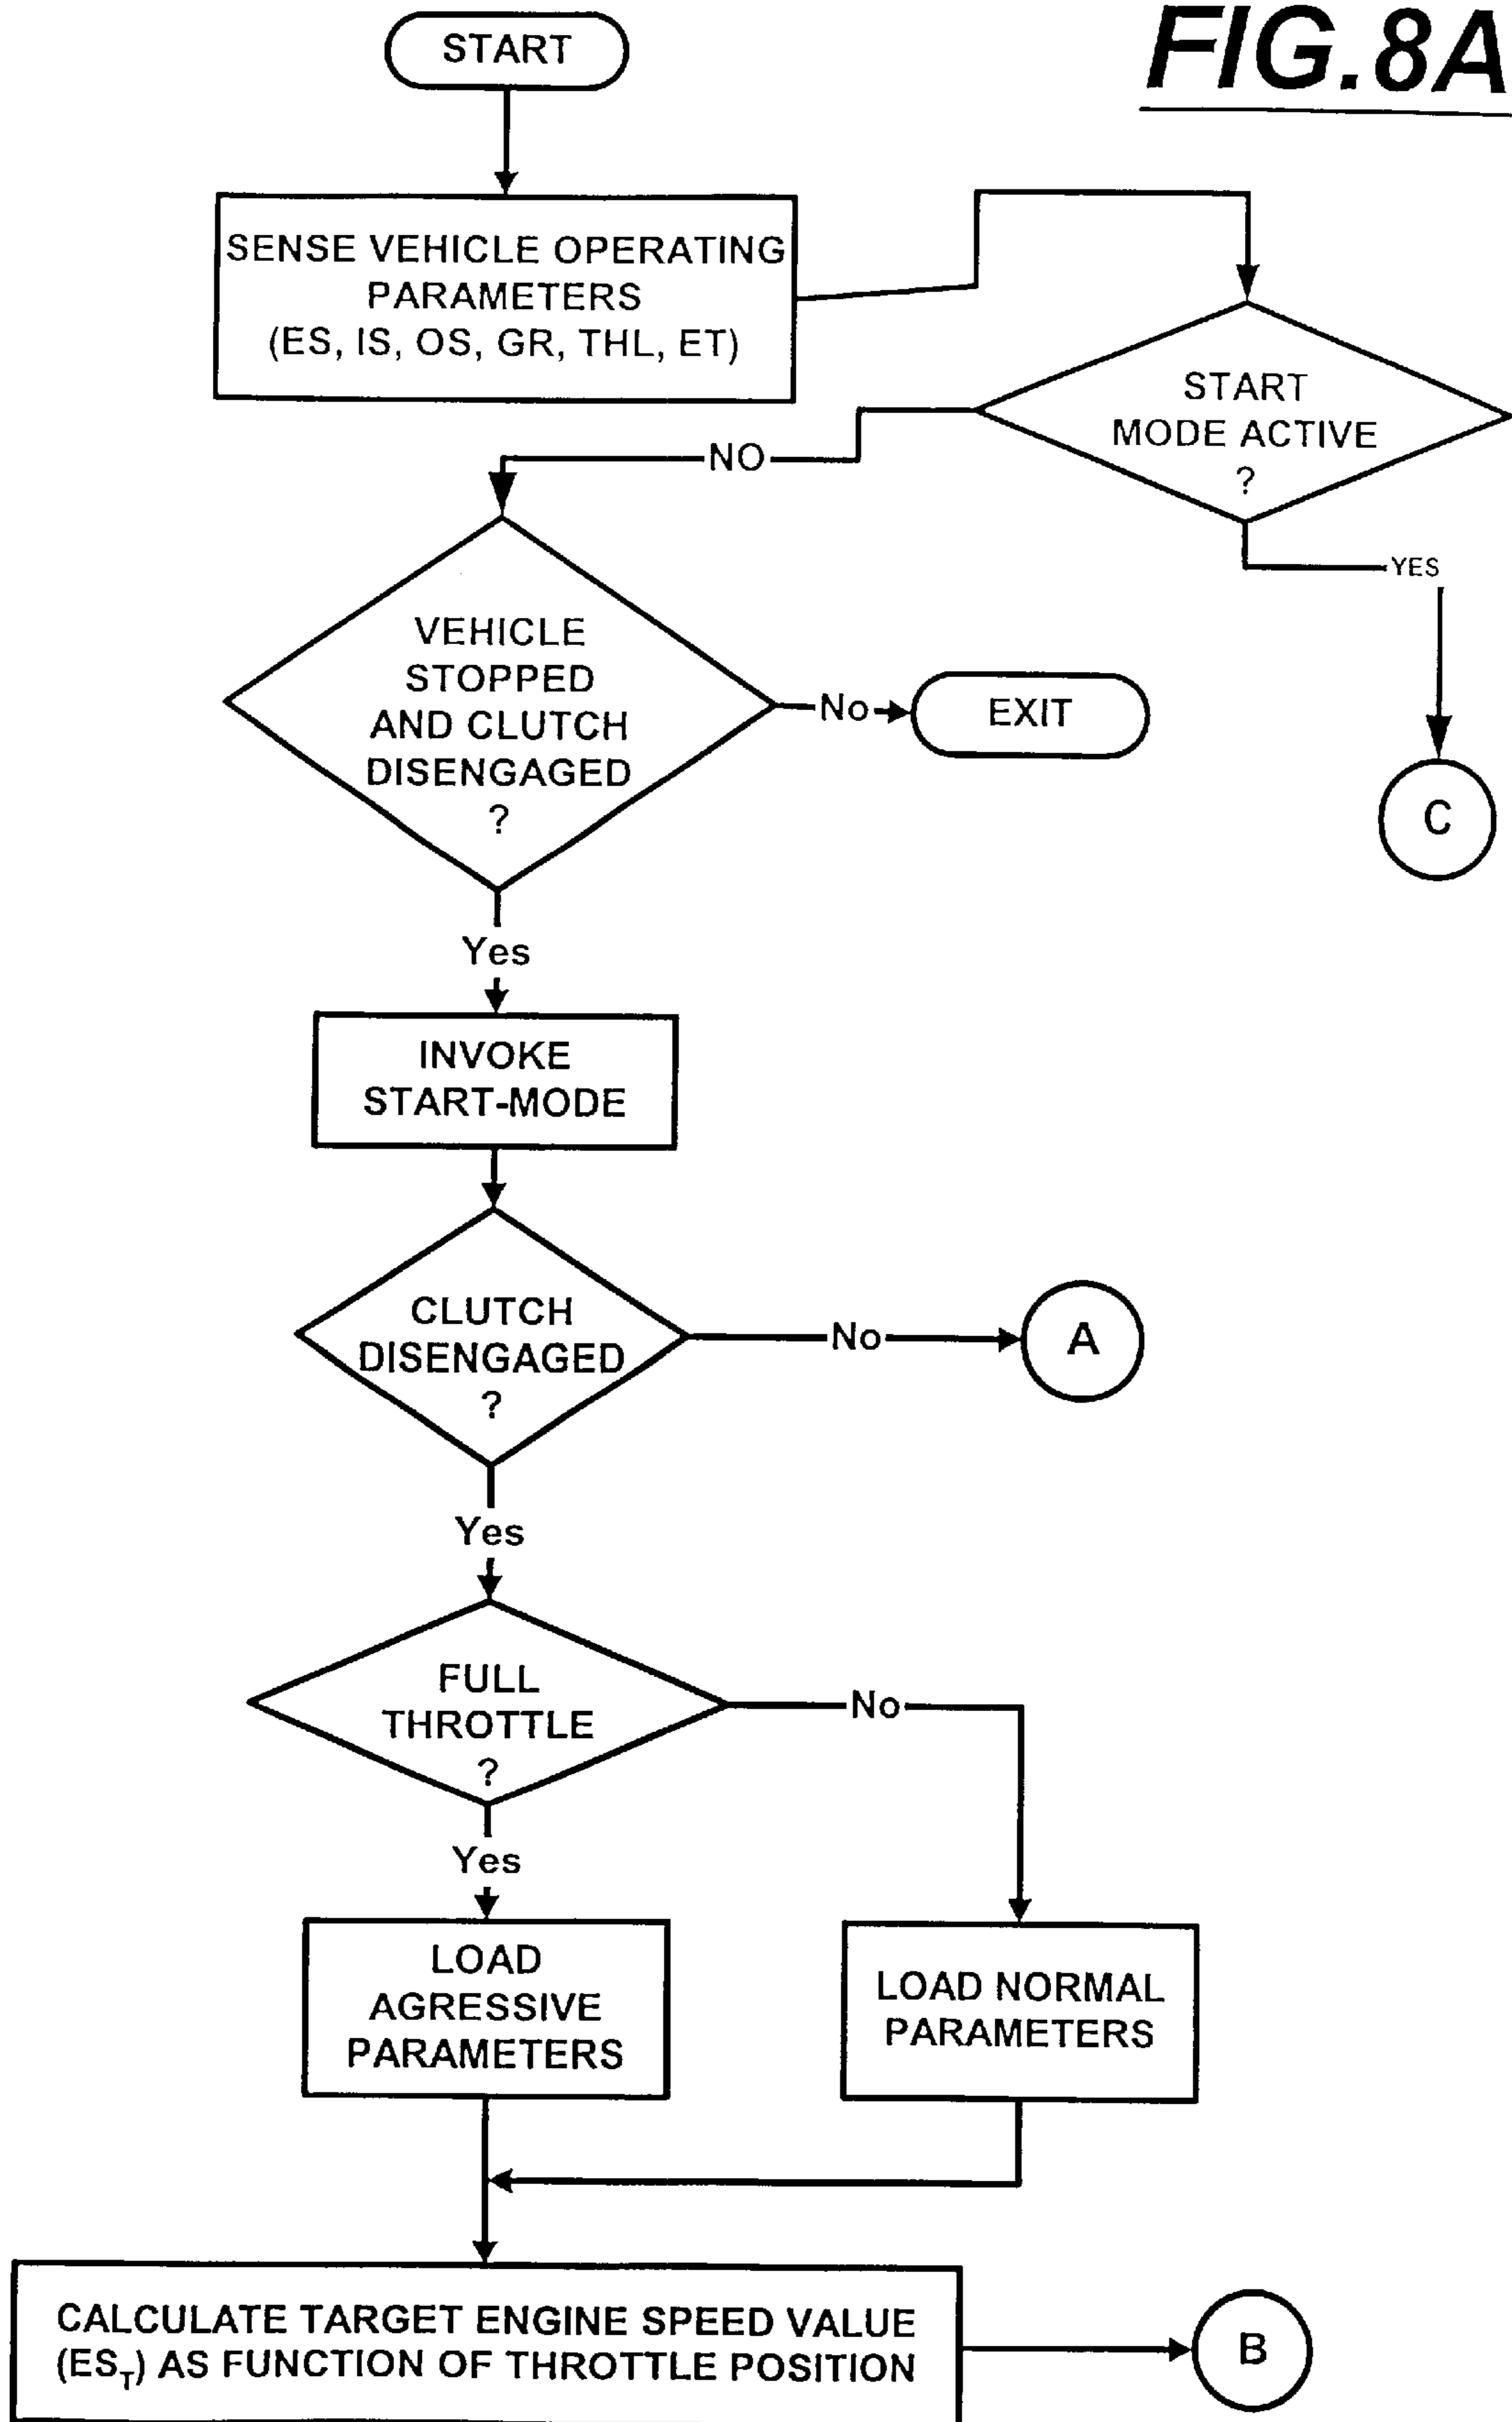 FIG.8A
START
SENSE VEHICLE OPERATING
PARAMETERS
(ES, IS, OS, GR, THL, ET)
START
MODE ACTIVE
?
NO
YES
VEHICLE
STOPPED
AND CLUTCH
DISENGAGED
?
No
EXIT
C
Yes
INVOKE
START-MODE
CLUTCH
DISENGAGED
?
No
A
Yes
FULL
THROTTLE
?
No
Yes
LOAD
AGRESSIVE
PARAMETERS
LOAD NORMAL
PARAMETERS
CALCULATE TARGET ENGINE SPEED VALUE
(ES_T) AS FUNCTION OF THROTTLE POSITION
B